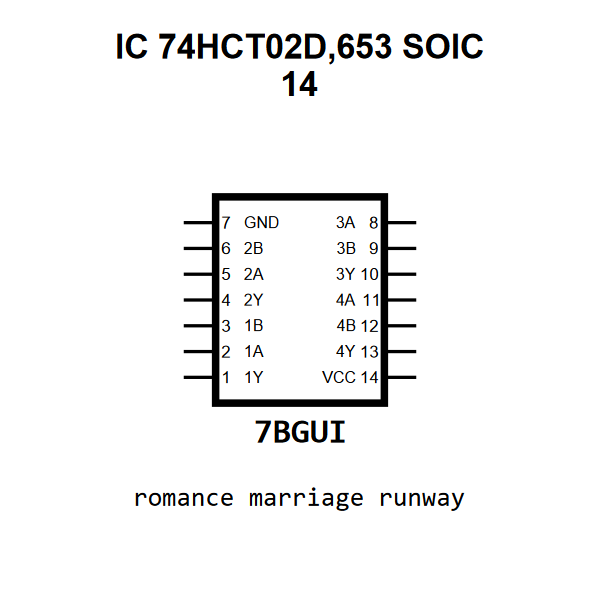 IC 74HCT02D,653 SOIC
14
7 GND 3A 8
6 2B 3B 9
5 2A 3Y 10
4 2Y 4A 11
3 1B 4B 12
2 1A 4Y 13
1 1Y VCC 14
7BGUI
romance marriage runway